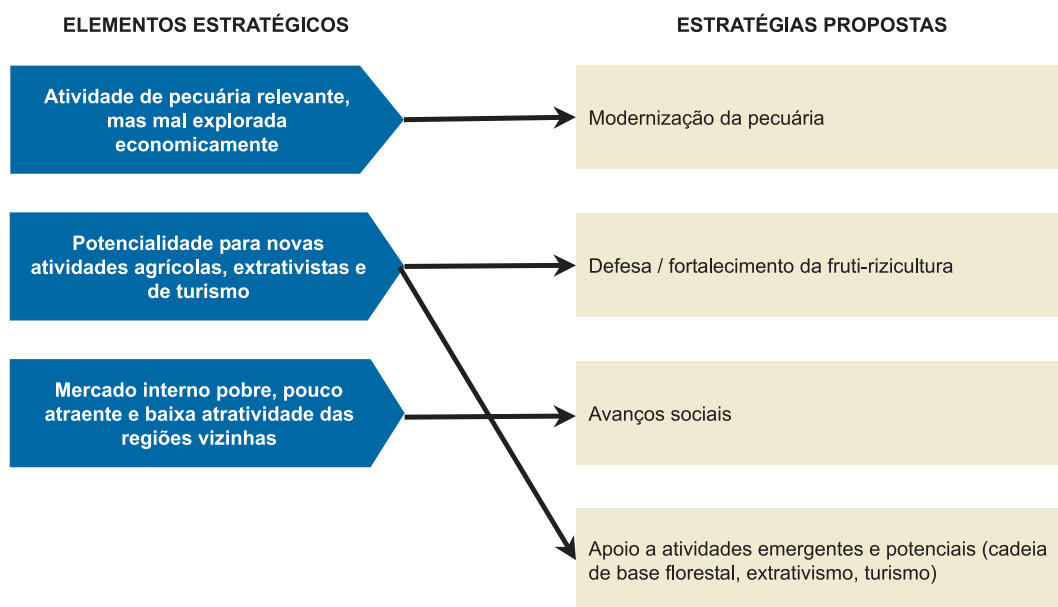 ELEMENTOS ESTRATÉGICOS
ESTRATÉGIAS PROPOSTAS
Atividade de pecuária relevante,
mas mal explorada
economicamente
Modernização da pecuária
Potencialidade para novas
atividades agrícolas, extrativistas e
de turismo
Defesa / fortalecimento da fruti-rizicultura
Mercado interno pobre, pouco
atraente e baixa atratividade das
regiões vizinhas
Avanços sociais
Apoio a atividades emergentes e potenciais (cadeia
de base florestal, extrativismo, turismo)